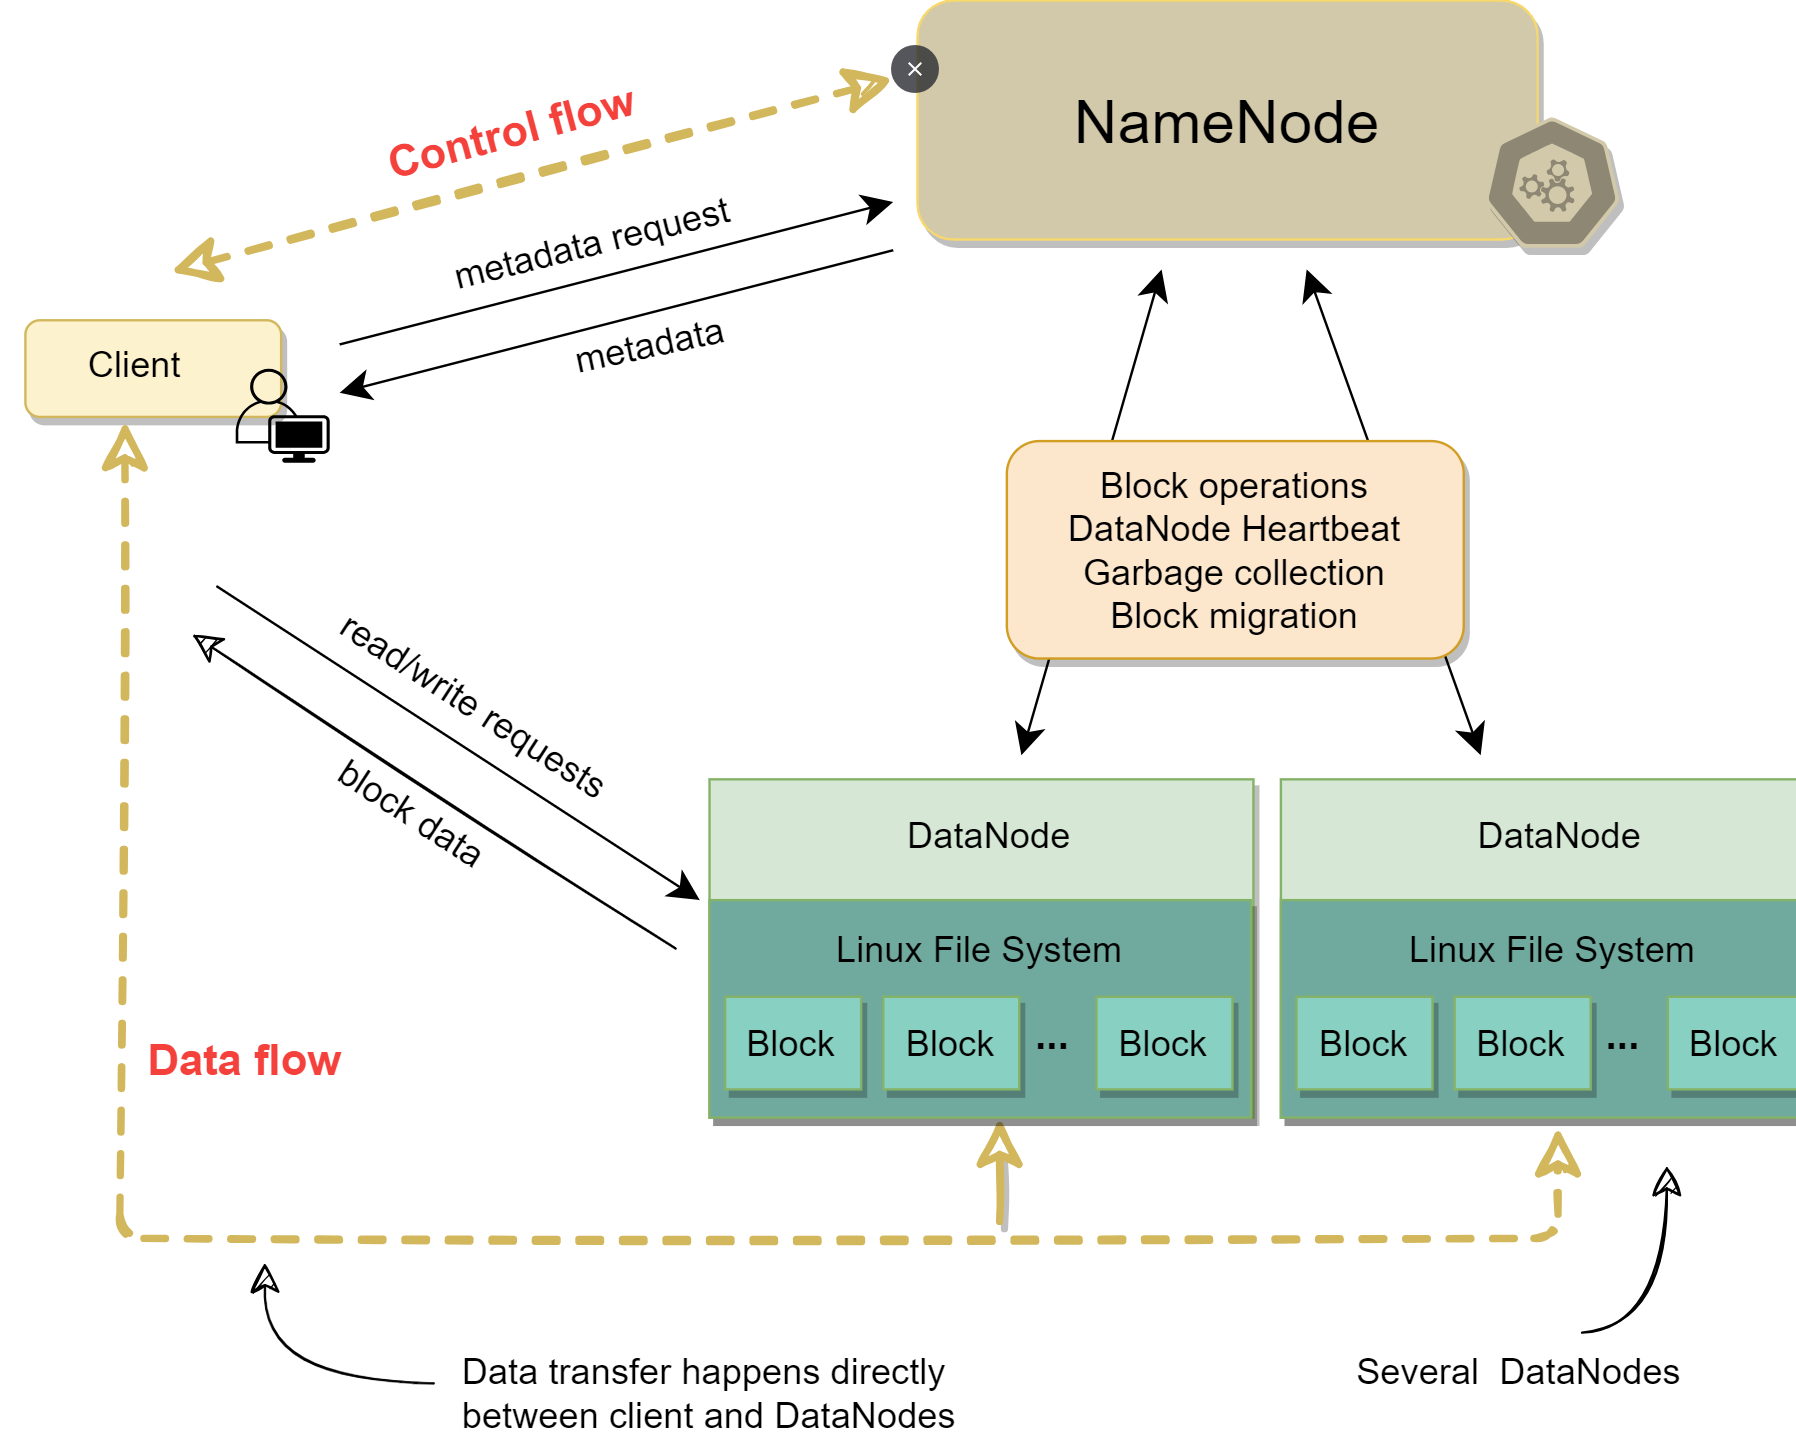 NameNode
Control flow
metadata request
metadata
Client
Block operations
DataNode Heartbeat
Garbage collection
Block migration
read/write requests
block data
DataNode
DataNode
Linux File System
Linux File System
Block
Block
...
Block
Block
Block
...
Block
Data flow
Data transfer happens directly
between client and DataNodes
Several DataNodes